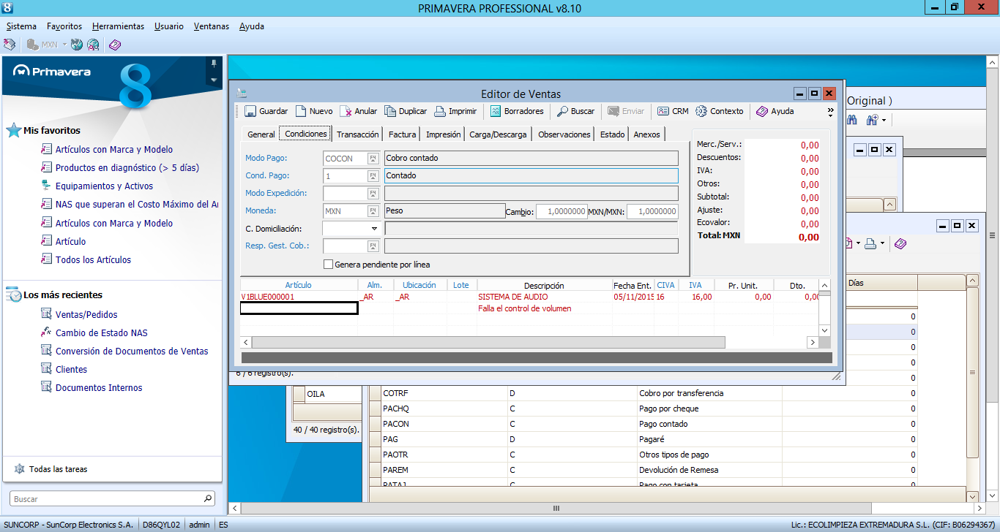 PRIMAVERA PROFESSIONAL v8.10
Sistema Favoritos Herramientas Usuario Ventanas Ayuda
MXN
Primavera 8
Mis favoritos
Artículos con Marca y Modelo
Productos en diagnóstico (> 5 días)
Equipamientos y Activos
NAS que superan el Costo Máximo del Ar
Artículos con Marca y Modelo
Artículo
Todos los Artículos
Los más recientes
Ventas/Pedidos
Cambio de Estado NAS
Conversión de Documentos de Ventas
Clientes
Documentos Internos
Todas las tareas
Buscar
Original )
Editor de Ventas
Guardar Nuevo Anular Duplicar Imprimir Borradores Buscar Enviar CRM Contexto Ayuda
General Condiciones Transacción Factura Impresión Carga/Descarga Observaciones Estado Anexos
Modo Pago: COCON Cobro contado
Cond. Pago: 1 Contado
Modo Expedición:
Moneda: MXN Peso Cambio: 1,0000000 MXN/MXN: 1,0000000
C. Domiciliación:
Resp. Gest. Cob.:
Genera pendiente por línea
Merc./Serv.: 0,00
Descuentos: 0,00
IVA: 0,00
Otros: 0,00
Subtotal: 0,00
Ajuste: 0,00
Ecovalor: 0,00
Total: MXN 0,00
Artículo Alm. Ubicación Lote Descripción Fecha Ent. CIVA IVA Pr. Unit. Dto.
V1BLUE000001 _AR _AR SISTEMA DE AUDIO 05/11/2015 16 16,00 0,00 0,00
Falla el control de volumen
6 / 6 registro(s).
OILA
40 / 40 registro(s).
Días
0
0
0
0
0
COTRF D Cobro por transferencia 0
PACHQ C Pago por cheque 0
PACON C Pago contado 0
PAG D Pagaré 0
PAOTR C Otros tipos de pago 0
PAREM C Devolución de Remesa 0
PATAJ C Pago con tarjeta 0
SUNCORP - SunCorp Electronics S.A. D86QYL02 admin ES Lic.: ECOLIMPIEZA EXTREMADURA S.L. (CIF: B06294367)